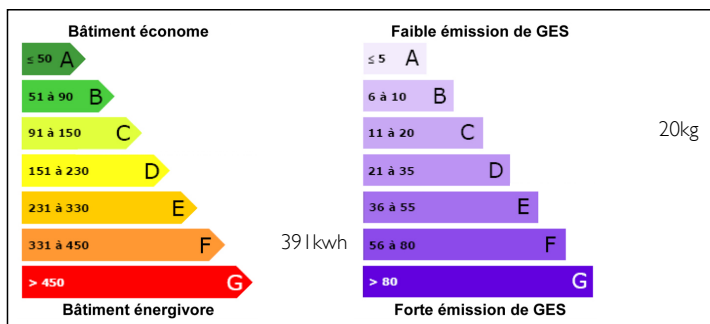 Bâtiment économe
≤ 50 A
51 à 90 B
91 à 150 C
151 à 230 D
231 à 330 E
331 à 450 F
391kwh
> 450 G
Bâtiment énergivore
Faible émission de GES
≤ 5 A
6 à 10 B
11 à 20 C
20kg
21 à 35 D
36 à 55 E
56 à 80 F
> 80 G
Forte émission de GES